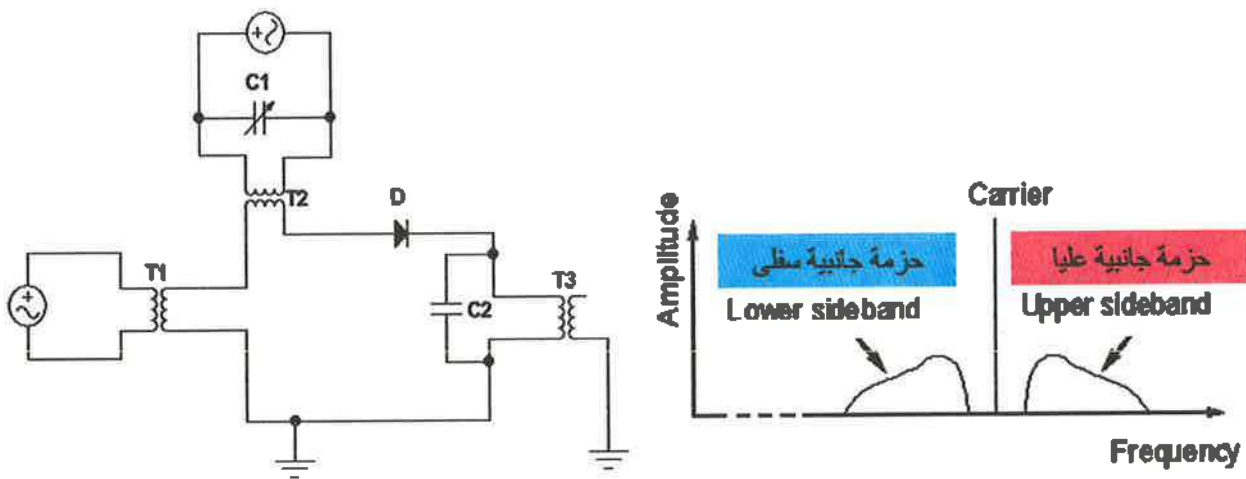 C1
T2
D
T1
C2
T3
Carrier
Amplitude
حزمة جانبية سفلى
حزمة جانبية عليا
Lower sideband
Upper sideband
Frequency